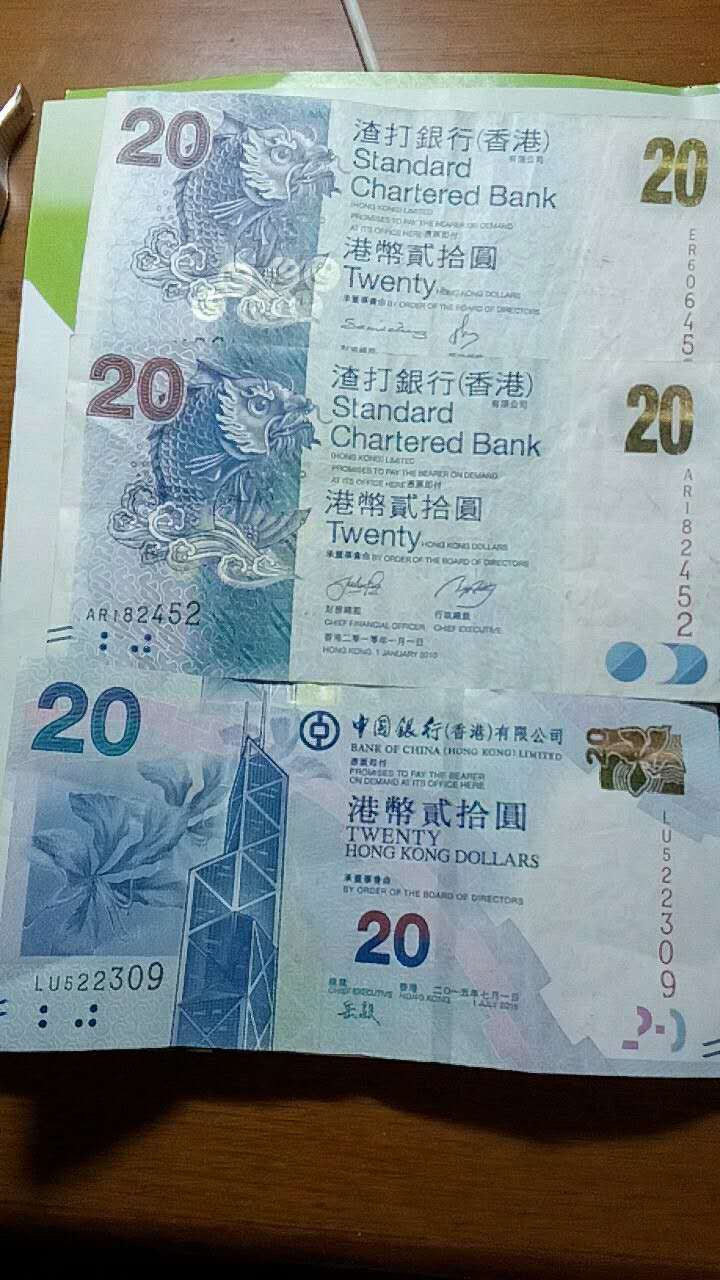 20
渣打銀行(香港)
有限公司
Standard
Chartered Bank
(HONG KONG) LIMITED
PROMISES TO PAY THE BEARER ON DEMAND
AT ITS OFFICE HERE 憑票即付
港幣貳拾圓
Twenty HONG KONG DOLLARS
承董事會命 BY ORDER OF THE BOARD OF DIRECTORS
財務總監
20
ER60645
20
渣打銀行(香港)
有限公司
Standard
Chartered Bank
(HONG KONG) LIMITED
PROMISES TO PAY THE BEARER ON DEMAND
AT ITS OFFICE HERE 憑票即付
港幣貳拾圓
Twenty HONG KONG DOLLARS
承董事會命 BY ORDER OF THE BOARD OF DIRECTORS
財務總監 行政總裁
CHIEF FINANCIAL OFFICER CHIEF EXECUTIVE
香港二零一零年一月一日
HONG KONG, 1 JANUARY 2010
AR182452
20
AR182452
20
中國銀行(香港)有限公司
BANK OF CHINA (HONG KONG) LIMITED
憑票即付
PROMISES TO PAY THE BEARER
ON DEMAND AT ITS OFFICE HERE
港幣貳拾圓
TWENTY
HONG KONG DOLLARS
承董事會命
BY ORDER OF THE BOARD OF DIRECTORS
20
總裁 香港 二〇一五年七月一日
CHIEF EXECUTIVE HONG KONG 1 JULY 2015
LU522309
20
LU522309